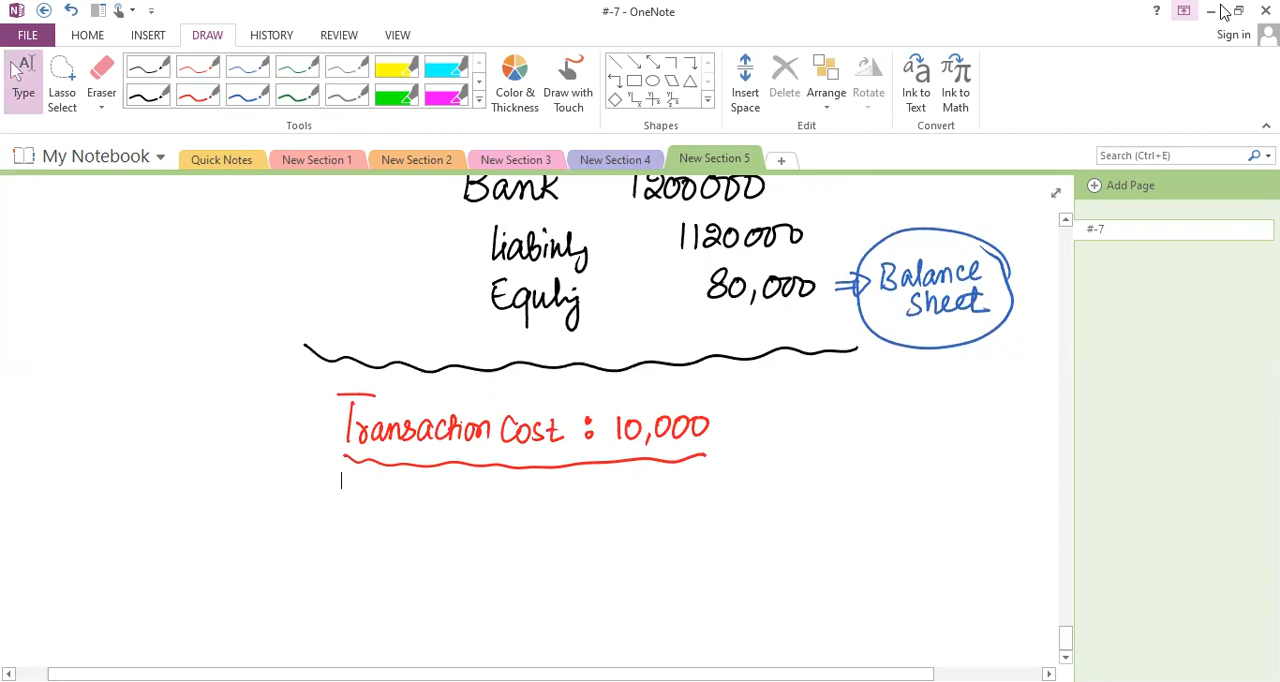 #-7 - OneNote
?
Sign in
FILE
HOME
INSERT
DRAW
HISTORY
REVIEW
VIEW
Type
Lasso Select
Eraser
Color & Thickness
Draw with Touch
Insert Space
Delete
Arrange
Rotate
Ink to Text
Ink to Math
Tools
Shapes
Edit
Convert
My Notebook
Quick Notes
New Section 1
New Section 2
New Section 3
New Section 4
New Section 5
Search (Ctrl+E)
Add Page
#-7
Bank 1200000
liability 1120000
Equity 80,000 ⇒ Balance sheet
Transaction Cost : 10,000